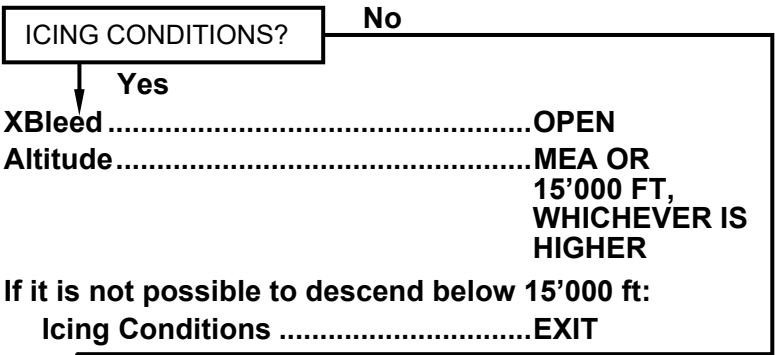 ICING CONDITIONS?
No
Yes
XBleed ....................................................OPEN
Altitude...................................................MEA OR
15’000 FT,
WHICHEVER IS
HIGHER
If it is not possible to descend below 15’000 ft:
Icing Conditions ...............................EXIT